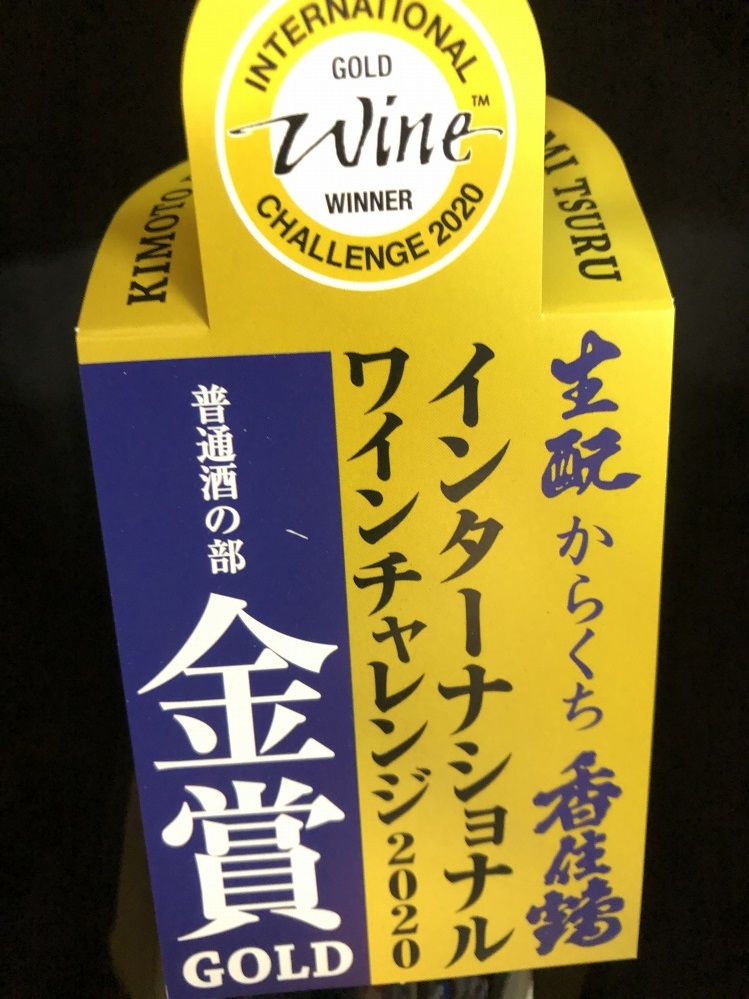 INTERNATIONAL
GOLD
Wine™
WINNER
CHALLENGE 2020
KIMOTO
MI TSURU
生酛からくち 香住鶴
インターナショナル
ワインチャレンジ2020
普通酒の部
金賞
GOLD